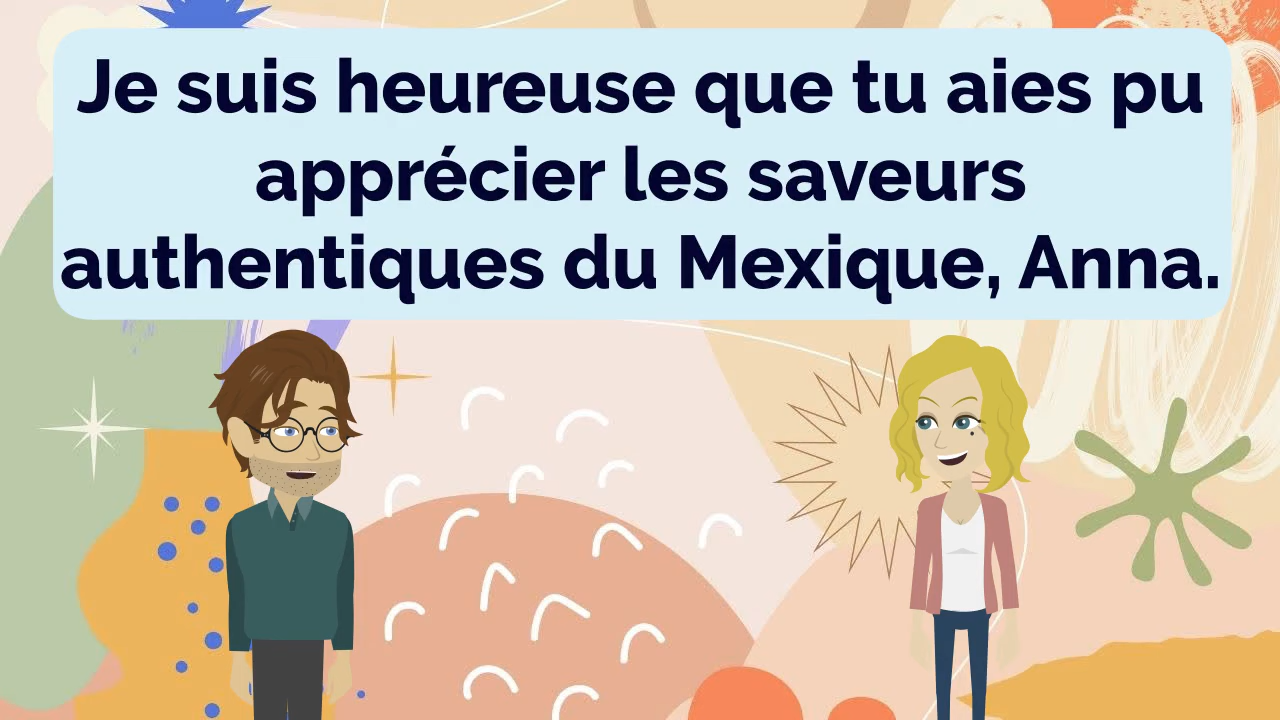 Je suis heureuse que tu aies pu
apprécier les saveurs
authentiques du Mexique, Anna.